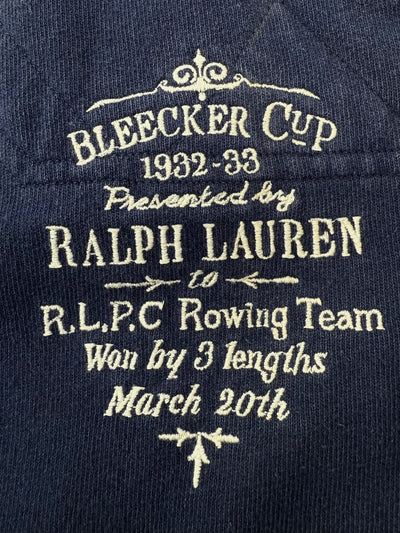 BLEECKER CUP
1932-33
Presented by
RALPH LAUREN
to
R.L.P.C Rowing Team
Won by 3 lengths
March 20th